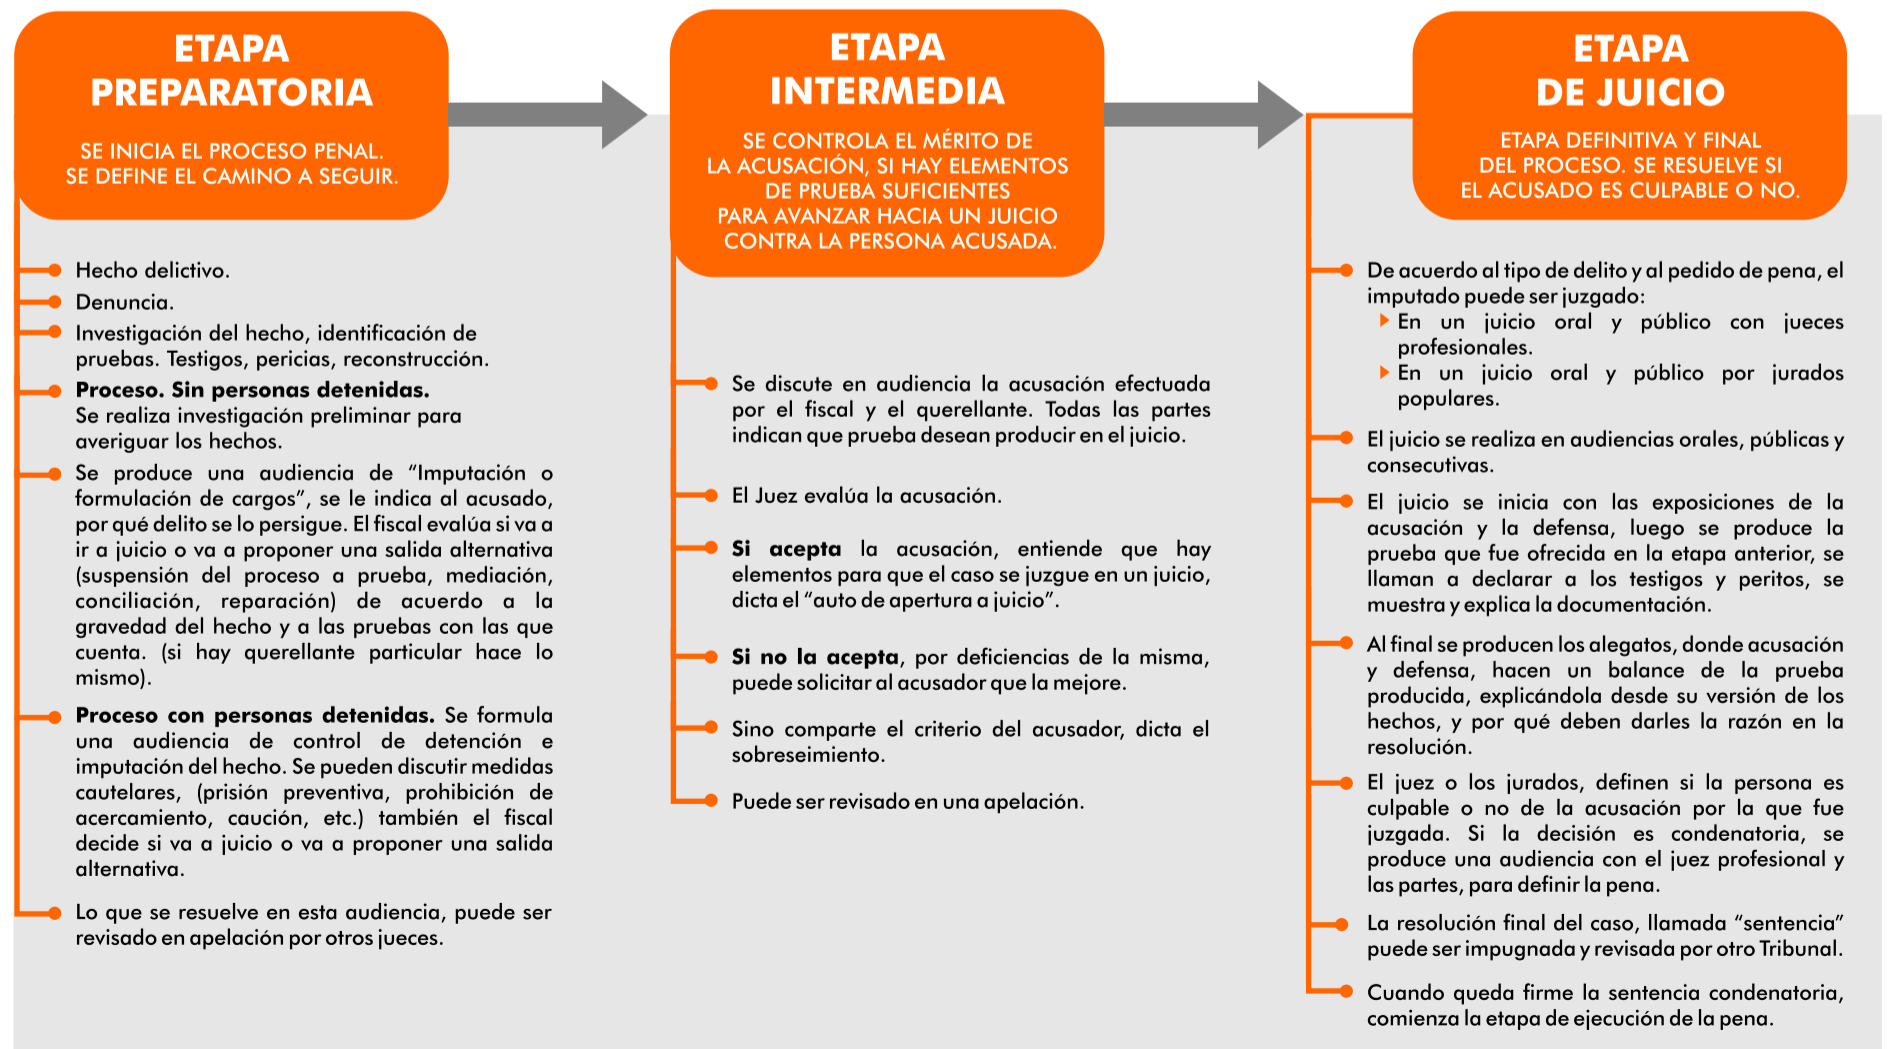 ETAPA
PREPARATORIA
SE INICIA EL PROCESO PENAL.
SE DEFINE EL CAMINO A SEGUIR.
Hecho delictivo.
Denuncia.
Investigación del hecho, identificación de
pruebas. Testigos, pericias, reconstrucción.
Proceso. Sin personas detenidas.
Se realiza investigación preliminar para
averiguar los hechos.
Se produce una audiencia de “Imputación o
formulación de cargos”, se le indica al acusado,
por qué delito se lo persigue. El fiscal evalúa si va a
ir a juicio o va a proponer una salida alternativa
(suspensión del proceso a prueba, mediación,
conciliación, reparación) de acuerdo a la
gravedad del hecho y a las pruebas con las que
cuenta. (si hay querellante particular hace lo
mismo).
Proceso con personas detenidas. Se formula
una audiencia de control de detención e
imputación del hecho. Se pueden discutir medidas
cautelares, (prisión preventiva, prohibición de
acercamiento, caución, etc.) también el fiscal
decide si va a juicio o va a proponer una salida
alternativa.
Lo que se resuelve en esta audiencia, puede ser
revisado en apelación por otros jueces.
ETAPA
INTERMEDIA
SE CONTROLA EL MÉRITO DE
LA ACUSACIÓN, SI HAY ELEMENTOS
DE PRUEBA SUFICIENTES
PARA AVANZAR HACIA UN JUICIO
CONTRA LA PERSONA ACUSADA.
Se discute en audiencia la acusación efectuada
por el fiscal y el querellante. Todas las partes
indican que prueba desean producir en el juicio.
El Juez evalúa la acusación.
Si acepta la acusación, entiende que hay
elementos para que el caso se juzgue en un juicio,
dicta el “auto de apertura a juicio”.
Si no la acepta, por deficiencias de la misma,
puede solicitar al acusador que la mejore.
Sino comparte el criterio del acusador, dicta el
sobreseimiento.
Puede ser revisado en una apelación.
ETAPA
DE JUICIO
ETAPA DEFINITIVA Y FINAL
DEL PROCESO. SE RESUELVE SI
EL ACUSADO ES CULPABLE O NO.
De acuerdo al tipo de delito y al pedido de pena, el
imputado puede ser juzgado:
En un juicio oral y público con jueces
profesionales.
En un juicio oral y público por jurados
populares.
El juicio se realiza en audiencias orales, públicas y
consecutivas.
El juicio se inicia con las exposiciones de la
acusación y la defensa, luego se produce la
prueba que fue ofrecida en la etapa anterior, se
llaman a declarar a los testigos y peritos, se
muestra y explica la documentación.
Al final se producen los alegatos, donde acusación
y defensa, hacen un balance de la prueba
producida, explicándola desde su versión de los
hechos, y por qué deben darles la razón en la
resolución.
El juez o los jurados, definen si la persona es
culpable o no de la acusación por la que fue
juzgada. Si la decisión es condenatoria, se
produce una audiencia con el juez profesional y
las partes, para definir la pena.
La resolución final del caso, llamada “sentencia”
puede ser impugnada y revisada por otro Tribunal.
Cuando queda firme la sentencia condenatoria,
comienza la etapa de ejecución de la pena.